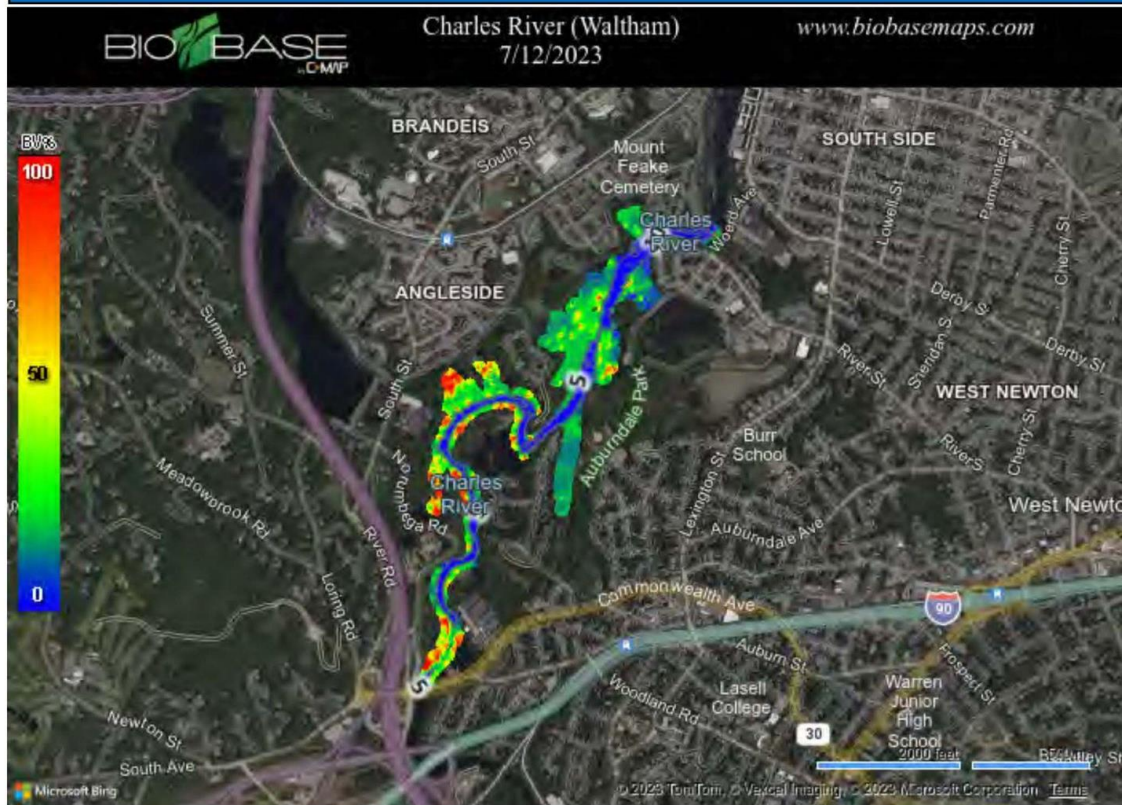 BIO BASE
by C-MAP
Charles River (Waltham)
7/12/2023
www.biobasemaps.com
BV%
100
50
0
BRANDEIS
South St
Mount
Feake
Cemetery
SOUTH SIDE
Parmenter Rd
Lowell St
Cherry St
Charles
River
Woerd Ave
ANGLESIDE
Summer St
South St
Derby St
Derby St
Sheridan S
River St
WEST NEWTON
Auburndale Park
Burr
School
River S
Cherry St
Charles
River
Norumbega Rd
Meadowbrook Rd
River Rd
Lexington St
Auburndale Ave
West Newto
Loring Rd
Commonwealth Ave
90
5
5
Auburn St
Prospect St
Woodland Rd
Lasell
College
Warren
Junior
High
School
30
Newton St
South Ave
2000 feet
Microsoft Bing
© 2023 TomTom, © Vexcel Imaging, © 2023 Microsoft Corporation Terms